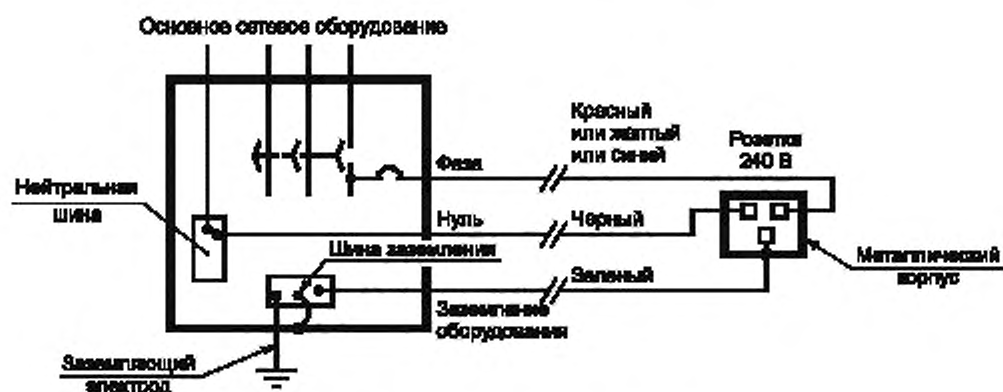 Основное сетевое оборудование
Красный
или жёлтый
или синий
Розетка
240 В
Фаза
Нейтральная
шина
Нуль
Черный
Шина заземления
Металлический
корпус
Зеленый
Заземление
оборудования
Заземляющий
электрод